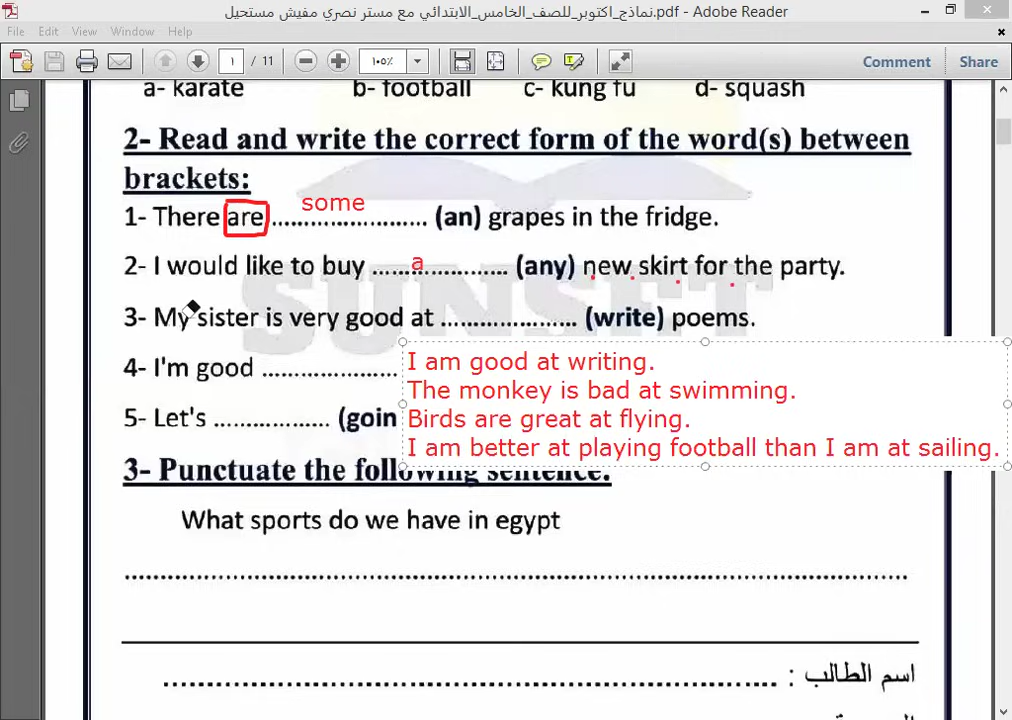 نماذج_اكتوبر_للصف_الخامس_الابتدائي مع مستر نصري مفيش مستحيل.pdf - Adobe Reader
File Edit View Window Help
١ / 11 ١٠٥٪ Comment Share
a- karate b- football c- kung fu d- squash
2- Read and write the correct form of the word(s) between
brackets:
some
1- There are ........................ (an) grapes in the fridge.
2- I would like to buy ......a............... (any) new skirt for the party.
SUNSET
3- My sister is very good at ..................... (write) poems.
I am good at writing.
4- I'm good .....................
The monkey is bad at swimming.
5- Let's .................. (goin
Birds are great at flying.
I am better at playing football than I am at sailing.
3- Punctuate the following sentence:
What sports do we have in egypt
................................................................................
اسم الطالب : ................................................